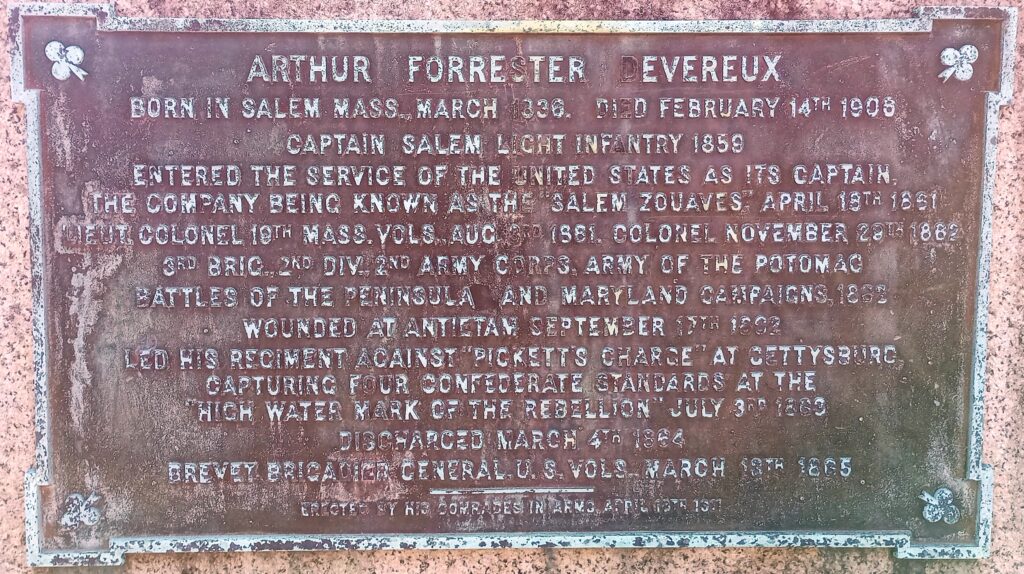 ARTHUR FORRESTER DEVEREUX
BORN IN SALEM MASS., MARCH 1836. DIED FEBRUARY 14TH 1906
CAPTAIN SALEM LIGHT INFANTRY 1859
ENTERED THE SERVICE OF THE UNITED STATES AS ITS CAPTAIN,
THE COMPANY BEING KNOWN AS THE "SALEM ZOUAVES," APRIL 18TH 1861
LIEUT. COLONEL 19TH MASS. VOLS., AUG. 3RD 1861. COLONEL NOVEMBER 29TH 1862
3RD BRIG., 2ND DIV., 2ND ARMY CORPS, ARMY OF THE POTOMAC
BATTLES OF THE PENINSULA AND MARYLAND CAMPAIGNS, 1862
WOUNDED AT ANTIETAM SEPTEMBER 17TH 1862
LED HIS REGIMENT AGAINST "PICKETT'S CHARGE" AT GETTYSBURG,
CAPTURING FOUR CONFEDERATE STANDARDS AT THE
"HIGH WATER MARK OF THE REBELLION" JULY 3RD 1863
DISCHARGED MARCH 4TH 1864
BREVET BRIGADIER GENERAL U.S. VOLS., MARCH 13TH 1865
ERECTED BY HIS COMRADES IN ARMS, APRIL